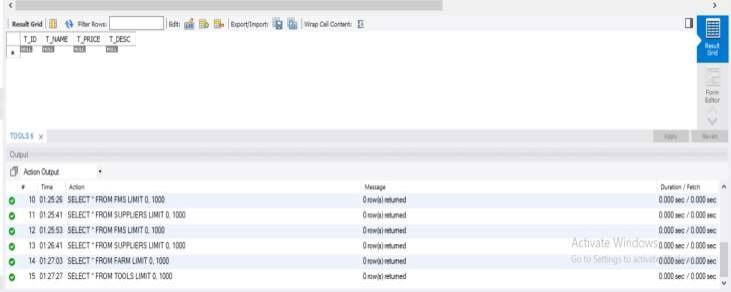 Result Grid Filter Rows: Edit: Export/Import: Wrap Cell Content:
T_ID T_NAME T_PRICE T_DESC
NULL NULL NULL NULL
Result Grid
Form Editor
TOOLS 6 x Apply Revert
Output
Action Output
# Time Action Message Duration / Fetch
10 01:25:26 SELECT * FROM FMS LIMIT 0, 1000 0 row(s) returned 0.000 sec / 0.000 sec
11 01:25:41 SELECT * FROM SUPPLIERS LIMIT 0, 1000 0 row(s) returned 0.000 sec / 0.000 sec
12 01:25:53 SELECT * FROM FMS LIMIT 0, 1000 0 row(s) returned 0.000 sec / 0.000 sec
13 01:26:41 SELECT * FROM SUPPLIERS LIMIT 0, 1000 0 row(s) returned 0.000 sec / 0.000 sec
14 01:27:03 SELECT * FROM FARM LIMIT 0, 1000 0 row(s) returned 0.000 sec / 0.000 sec
15 01:27:27 SELECT * FROM TOOLS LIMIT 0, 1000 0 row(s) returned 0.000 sec / 0.000 sec
Activate Windows
Go to Settings to activate